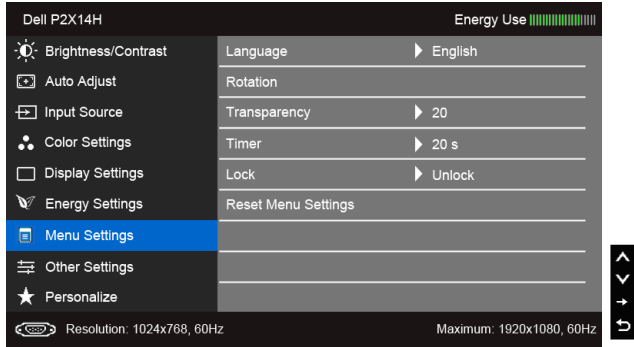 Dell P2X14H
Energy Use
Brightness/Contrast
Auto Adjust
Input Source
Color Settings
Display Settings
Energy Settings
Menu Settings
Other Settings
Personalize
Language English
Rotation
Transparency 20
Timer 20 s
Lock Unlock
Reset Menu Settings
Resolution: 1024x768, 60Hz
Maximum: 1920x1080, 60Hz